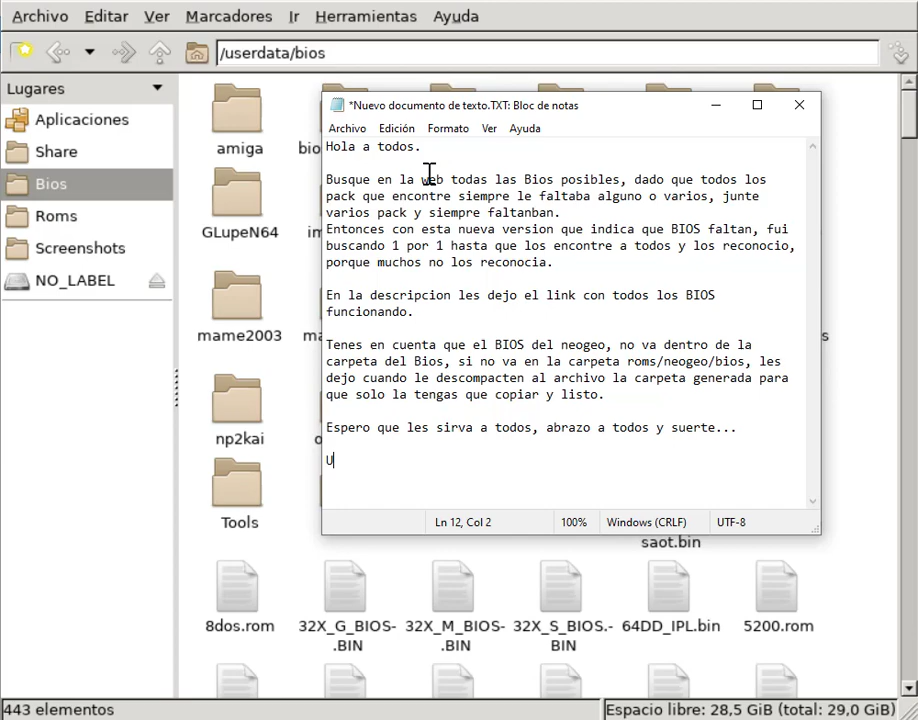 Archivo Editar Ver Marcadores Ir Herramientas Ayuda
/userdata/bios
Lugares
Aplicaciones
Share
Bios
Roms
Screenshots
NO_LABEL
amiga
GLupeN64
mame2003
np2kai
Tools
*Nuevo documento de texto.TXT: Bloc de notas
Archivo Edición Formato Ver Ayuda
Hola a todos.
Busque en la web todas las Bios posibles, dado que todos los
pack que encontre siempre le faltaba alguno o varios, junte
varios pack y siempre faltanban.
Entonces con esta nueva version que indica que BIOS faltan, fui
buscando 1 por 1 hasta que los encontre a todos y los reconocio,
porque muchos no los reconocia.
En la descripcion les dejo el link con todos los BIOS
funcionando.
Tenes en cuenta que el BIOS del neogeo, no va dentro de la
carpeta del Bios, si no va en la carpeta roms/neogeo/bios, les
dejo cuando le descompacten al archivo la carpeta generada para
que solo la tengas que copiar y listo.
Espero que les sirva a todos, abrazo a todos y suerte...
U
Ln 12, Col 2 100% Windows (CRLF) UTF-8
saot.bin
8dos.rom 32X_G_BIOS- 32X_M_BIOS- 32X_S_BIOS.- 64DD_IPL.bin 5200.rom
.BIN .BIN BIN
443 elementos Espacio libre: 28,5 GiB (total: 29,0 GiB)